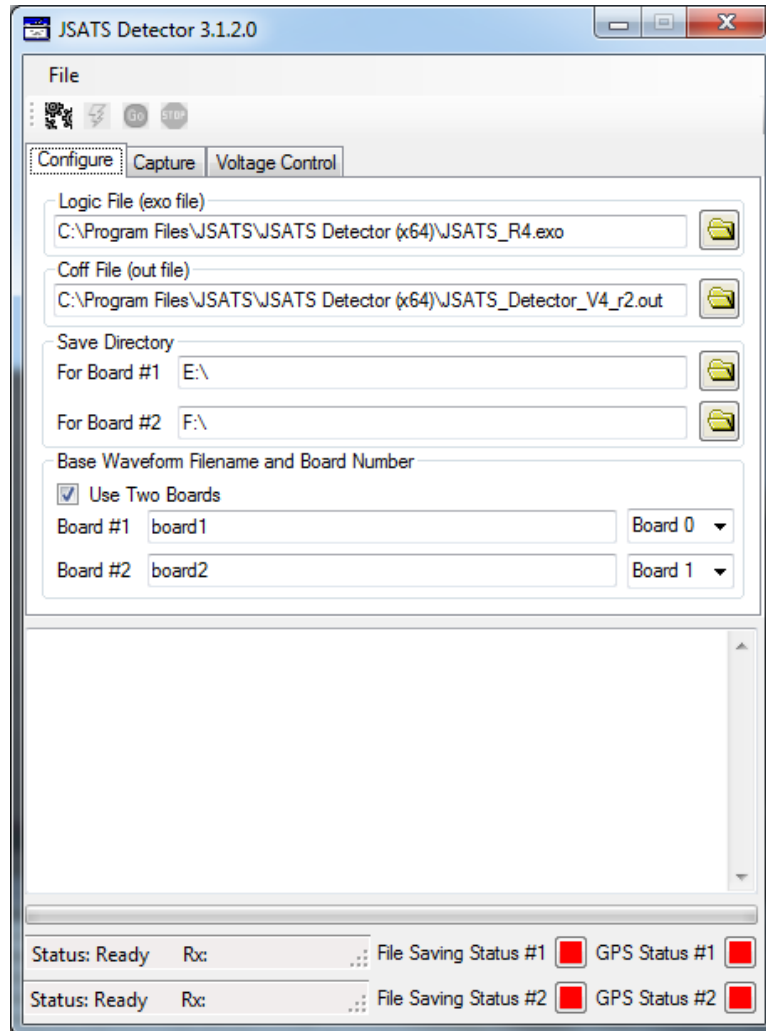 JSATS Detector 3.1.2.0
File
Go STOP
Configure Capture Voltage Control
Logic File (exo file)
C:\Program Files\JSATS\JSATS Detector (x64)\JSATS_R4.exo
Coff File (out file)
C:\Program Files\JSATS\JSATS Detector (x64)\JSATS_Detector_V4_r2.out
Save Directory
For Board #1 E:\
For Board #2 F:\
Base Waveform Filename and Board Number
Use Two Boards
Board #1 board1 Board 0
Board #2 board2 Board 1
Status: Ready Rx: File Saving Status #1 GPS Status #1
Status: Ready Rx: File Saving Status #2 GPS Status #2